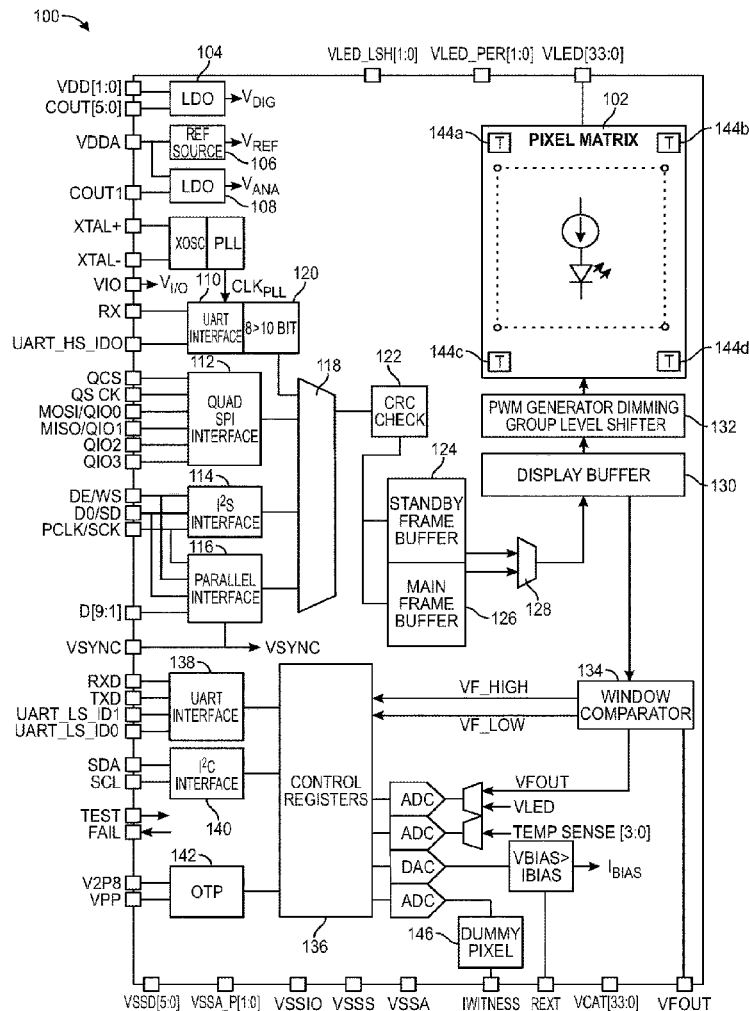 100
VLED_LSH[1:0]
VLED_PER[1:0]
VLED[33:0]
VDD[1:0]
COUT[5:0]
104
LDO
VDIG
VDDA
REF
SOURCE
VREF
106
COUT1
LDO
VANA
108
XTAL+
XTAL-
XOSC
PLL
VIO
VI/O
110
CLKPLL
120
RX
UART_HS_IDO
UART
INTERFACE
8>10 BIT
112
118
QCS
QS CK
MOSI/QIO0
MISO/QIO1
QIO2
QIO3
QUAD
SPI
INTERFACE
122
CRC
CHECK
102
144a
T
PIXEL MATRIX
T
144b
144c
T
T
144d
PWM GENERATOR DIMMING
GROUP LEVEL SHIFTER
132
DISPLAY BUFFER
130
124
STANDBY
FRAME
BUFFER
MAIN
FRAME
BUFFER
126
128
DE/WS
D0/SD
PCLK/SCK
114
I2S
INTERFACE
116
PARALLEL
INTERFACE
D[9:1]
VSYNC
VSYNC
RXD
TXD
UART_LS_ID1
UART_LS_ID0
138
UART
INTERFACE
SDA
SCL
I2C
INTERFACE
140
TEST
FAIL
142
V2P8
VPP
OTP
CONTROL
REGISTERS
136
VF_HIGH
VF_LOW
134
WINDOW
COMPARATOR
VFOUT
VLED
ADC
ADC
TEMP SENSE [3:0]
DAC
VBIAS>
IBIAS
IBIAS
ADC
146
DUMMY
PIXEL
VSSD[5:0]
VSSA_P[1:0]
VSSIO
VSSS
VSSA
IWITNESS
REXT
VCAT[33:0]
VFOUT